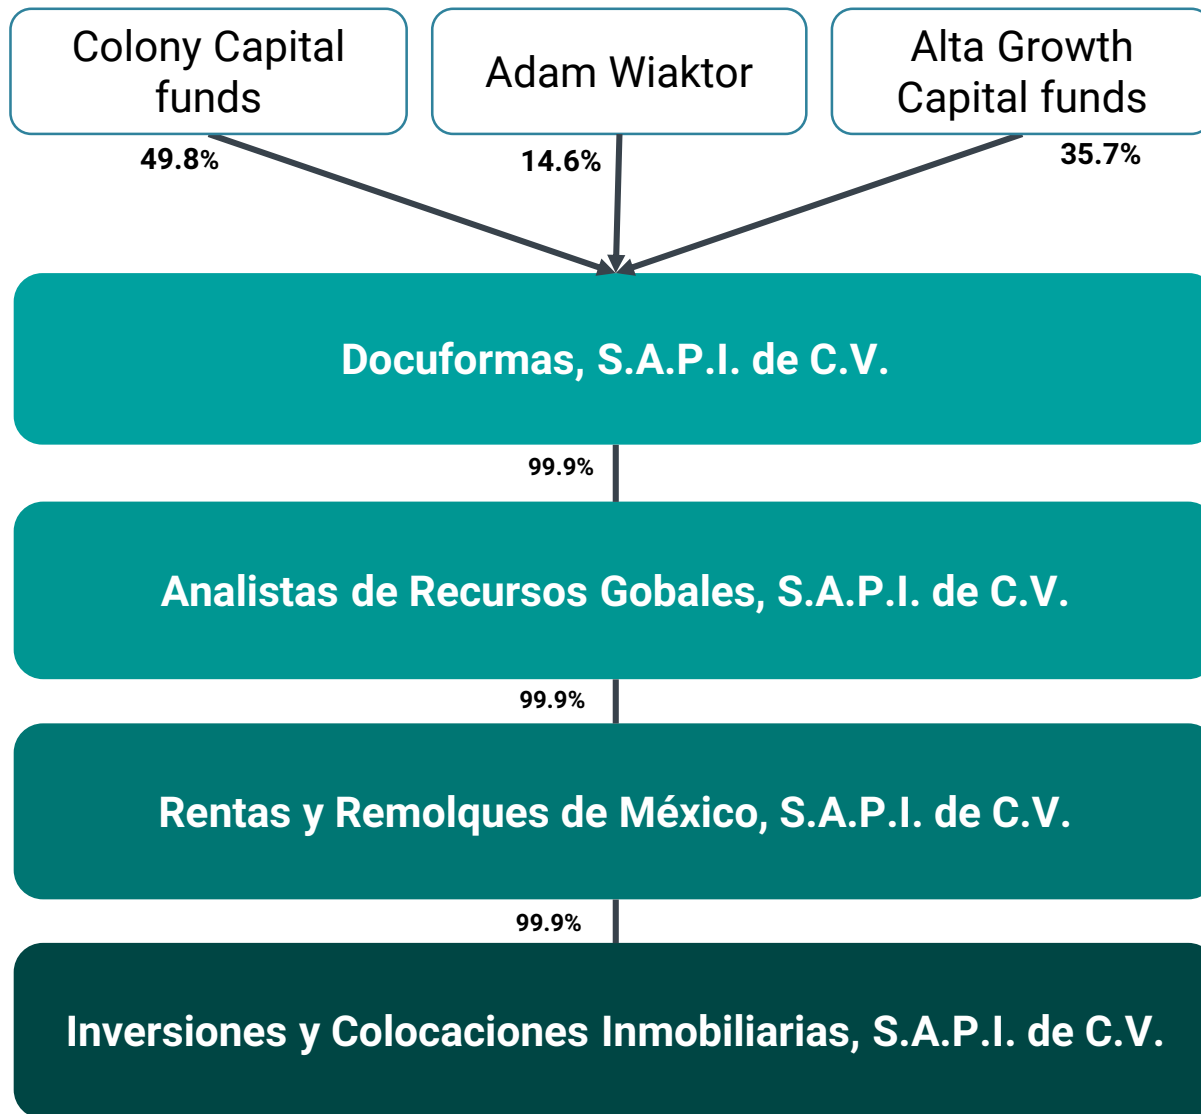 Colony Capital
funds
Adam Wiaktor
Alta Growth
Capital funds
49.8%
14.6%
35.7%
Docuformas, S.A.P.I. de C.V.
99.9%
Analistas de Recursos Gobales, S.A.P.I. de C.V.
99.9%
Rentas y Remolques de México, S.A.P.I. de C.V.
99.9%
Inversiones y Colocaciones Inmobiliarias, S.A.P.I. de C.V.